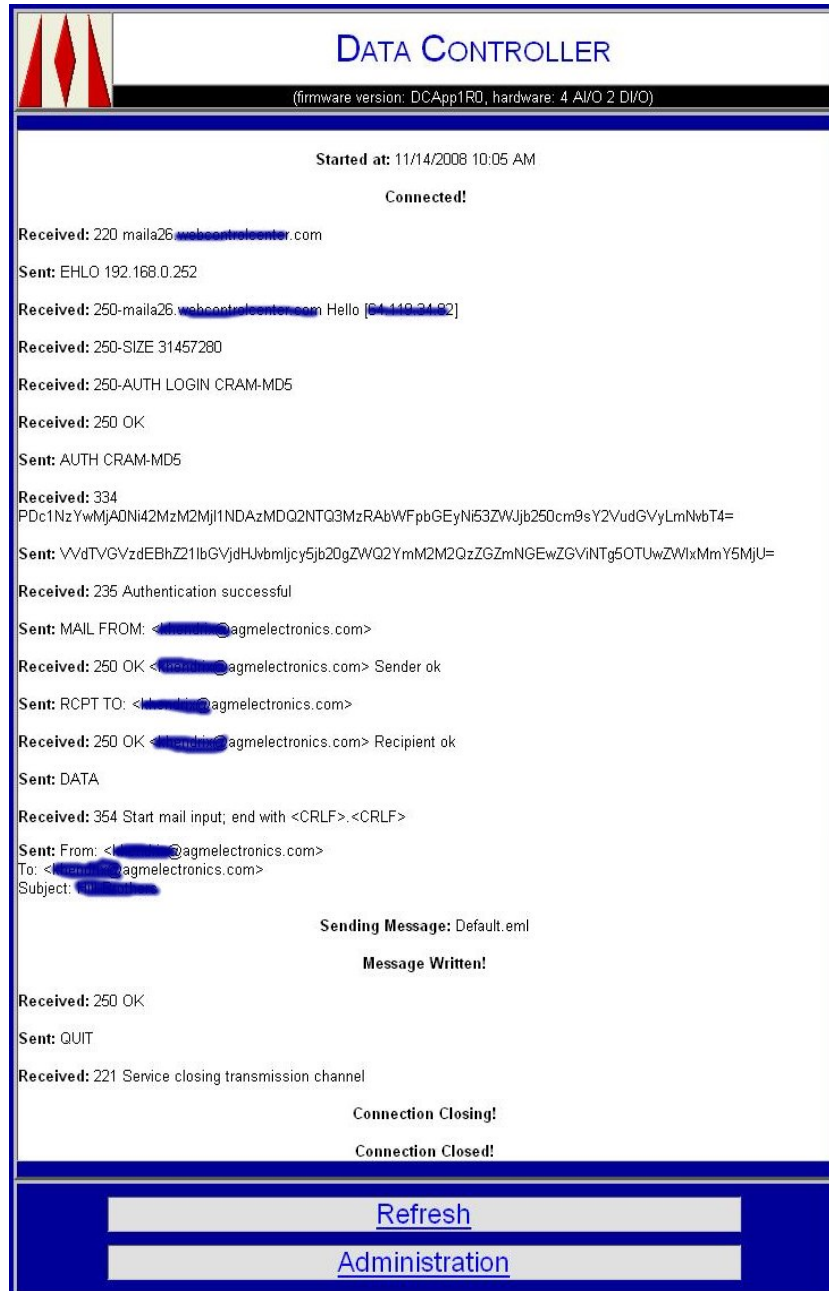 DATA CONTROLLER
(firmware version: DCApp1R0, hardware: 4 AI/O 2 DI/O)
Started at: 11/14/2008 10:05 AM
Connected!
Received: 220 maila26. .com
Sent: EHLO 192.168.0.252
Received: 250-maila26. Hello [ ]
Received: 250-SIZE 31457280
Received: 250-AUTH LOGIN CRAM-MD5
Received: 250 OK
Sent: AUTH CRAM-MD5
Received: 334
PDc1NzYwMjA0Ni42MzM2MjI1NDAzMDQ2NTQ3MzRAbWFpbGEyNi53ZWJjb250cm9sY2VudGVyLmNvbT4=
Sent: VVdTVGVzdEBhZ21lbGVjdHJvbmljcy5jb20gZWQ2YmM2M2QzZGZmNGEwZGViNTg5OTUwZWIxMmY5MjU=
Received: 235 Authentication successful
Sent: MAIL FROM: < agmelectronics.com>
Received: 250 OK < agmelectronics.com> Sender ok
Sent: RCPT TO: < agmelectronics.com>
Received: 250 OK < agmelectronics.com> Recipient ok
Sent: DATA
Received: 354 Start mail input; end with <CRLF>.<CRLF>
Sent: From: < @agmelectronics.com>
To: < agmelectronics.com>
Subject:
Sending Message: Default.eml
Message Written!
Received: 250 OK
Sent: QUIT
Received: 221 Service closing transmission channel
Connection Closing!
Connection Closed!
Refresh
Administration